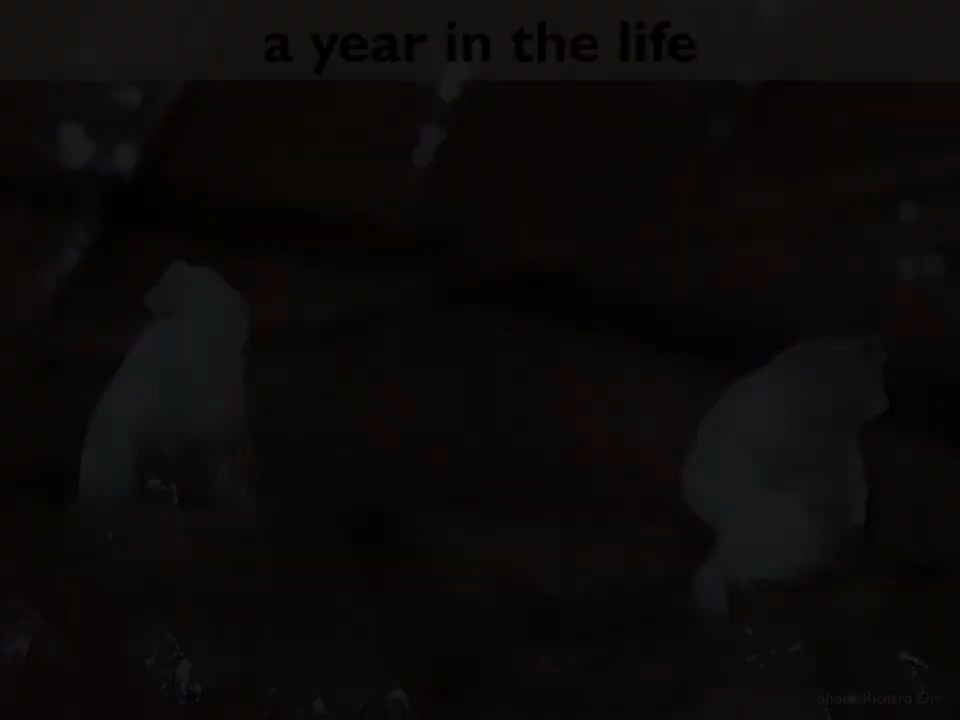 a year in the life